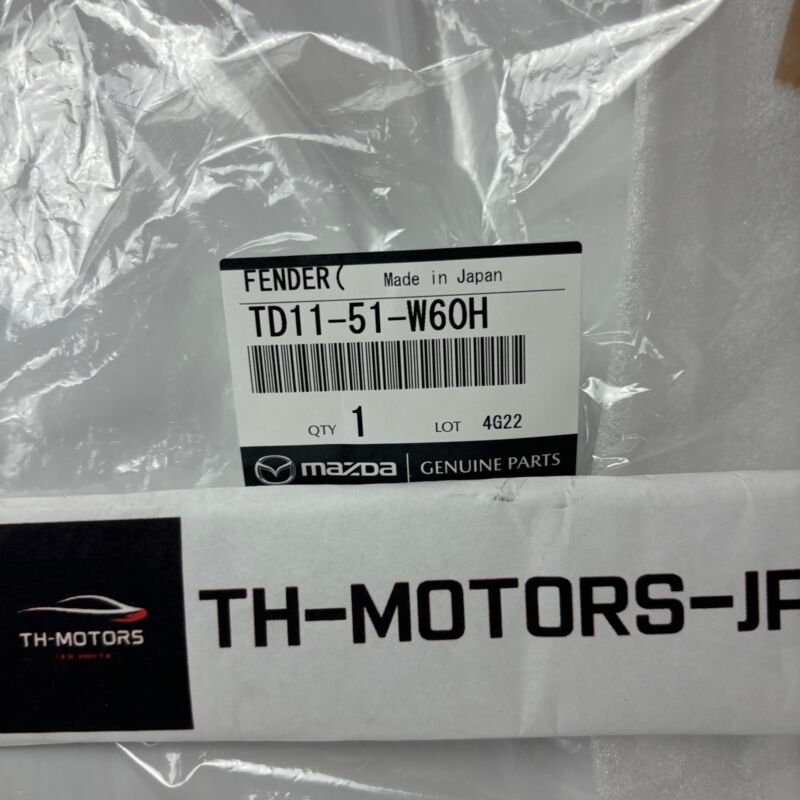 FENDER( Made in Japan
TD11-51-W60H
QTY 1 LOT 4G22
mazda GENUINE PARTS
TH-MOTORS
TH-MOTORS-JP